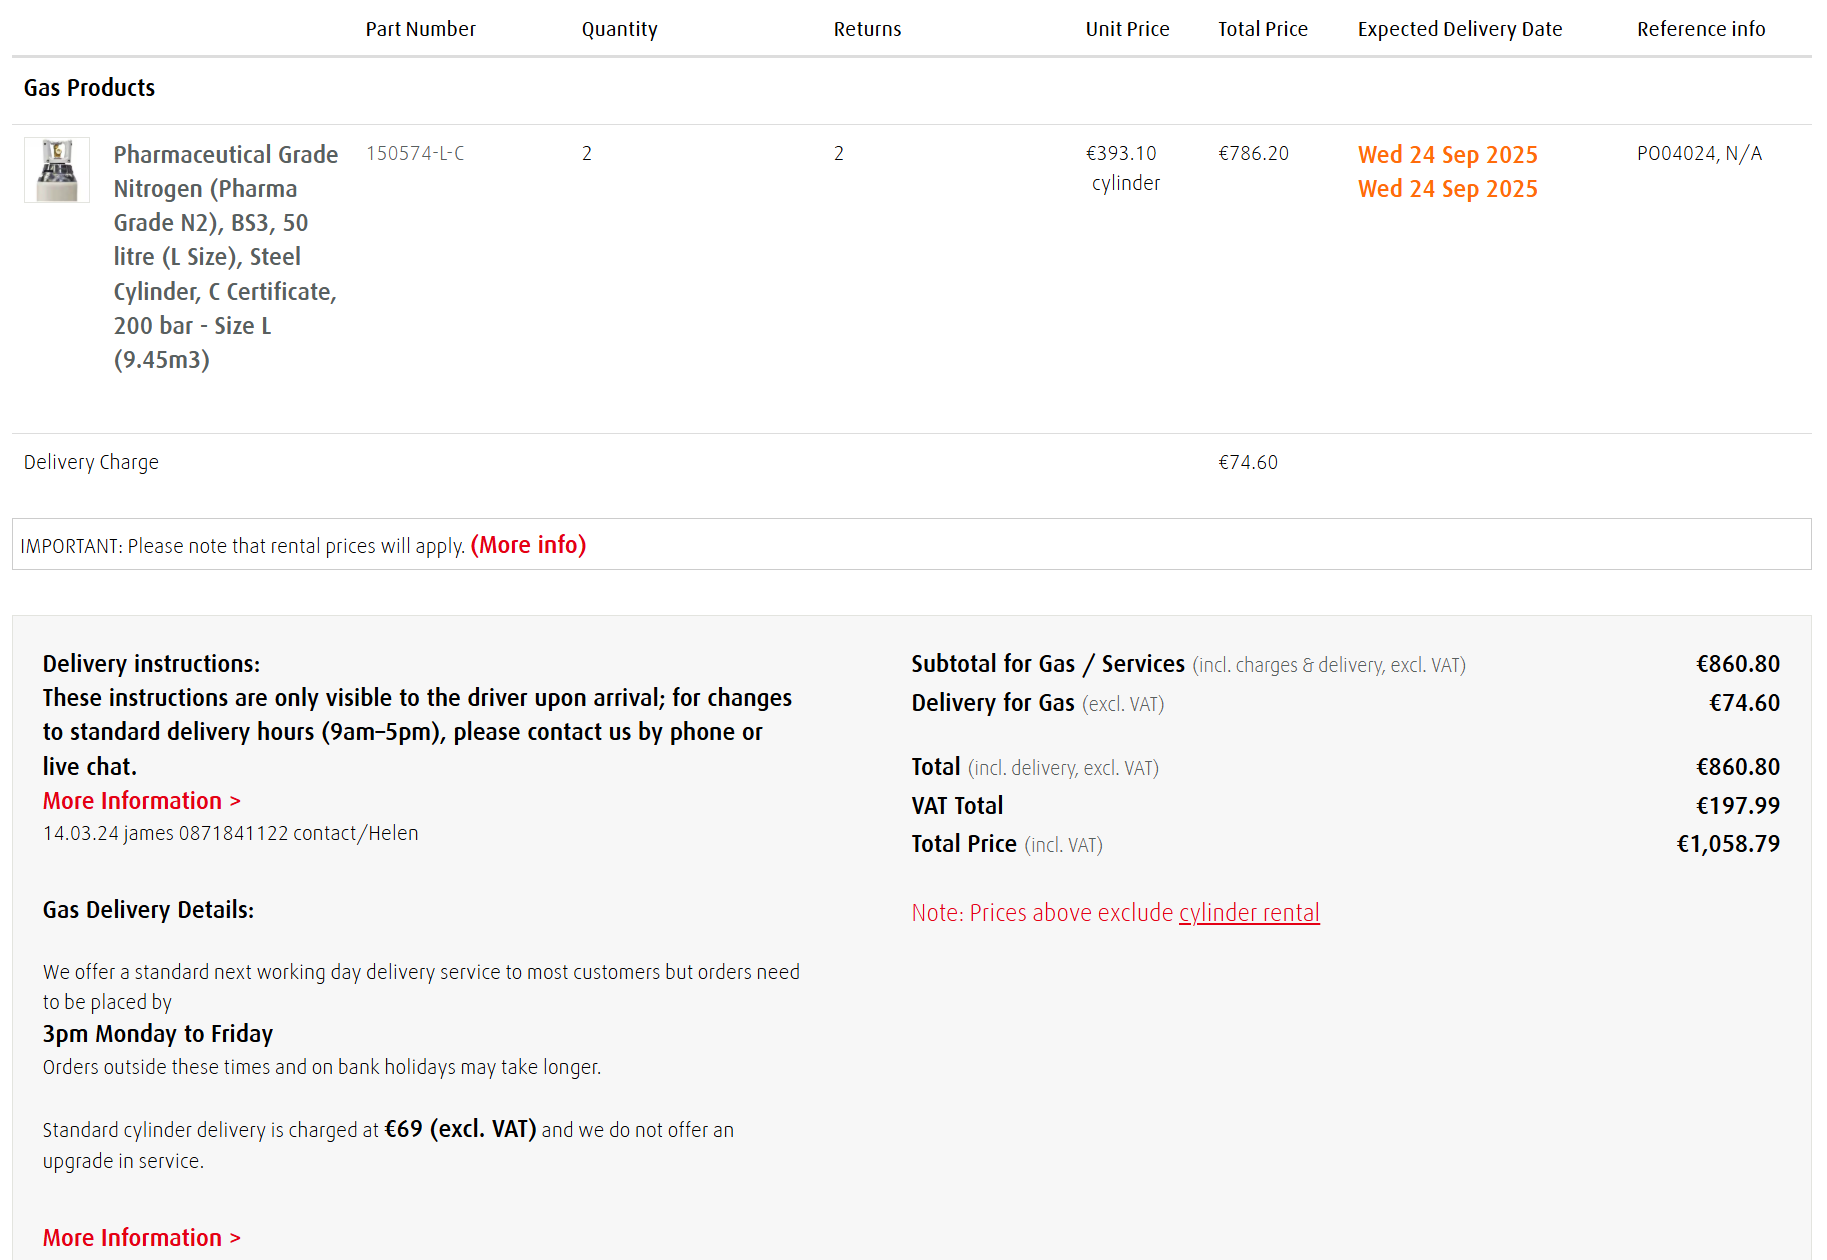 Part Number Quantity Returns Unit Price Total Price Expected Delivery Date Reference info
Gas Products
Pharmaceutical Grade 150574-L-C 2 2 €393.10 €786.20 Wed 24 Sep 2025 PO04024, N/A
Nitrogen (Pharma cylinder Wed 24 Sep 2025
Grade N2), BS3, 50
litre (L Size), Steel
Cylinder, C Certificate,
200 bar - Size L
(9.45m3)
Delivery Charge €74.60
IMPORTANT: Please note that rental prices will apply. (More info)
Delivery instructions:
These instructions are only visible to the driver upon arrival; for changes
to standard delivery hours (9am–5pm), please contact us by phone or
live chat.
More Information >
14.03.24 james 0871841122 contact/Helen
Gas Delivery Details:
We offer a standard next working day delivery service to most customers but orders need
to be placed by
3pm Monday to Friday
Orders outside these times and on bank holidays may take longer.
Standard cylinder delivery is charged at €69 (excl. VAT) and we do not offer an
upgrade in service.
More Information >
Subtotal for Gas / Services (incl. charges & delivery, excl. VAT) €860.80
Delivery for Gas (excl. VAT) €74.60
Total (incl. delivery, excl. VAT) €860.80
VAT Total €197.99
Total Price (incl. VAT) €1,058.79
Note: Prices above exclude cylinder rental